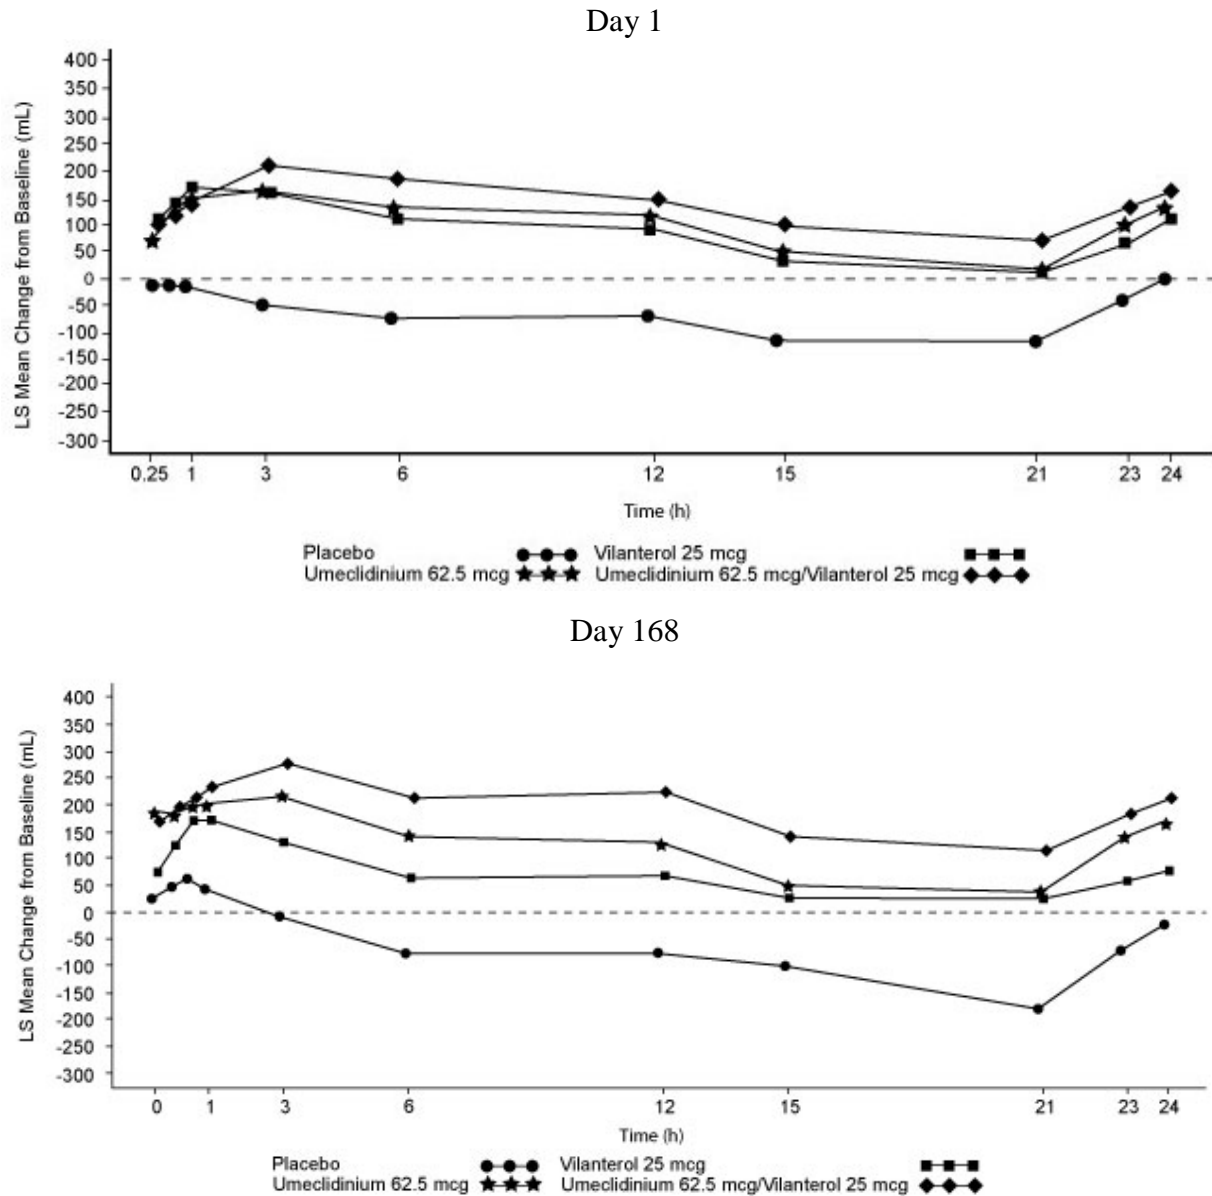 Day 1
LS Mean Change from Baseline (mL)
400
350
300
250
200
150
100
50
0
-50
-100
-150
-200
-250
-300
0.25 1 3 6 12 15 21 23 24
Time (h)
Placebo Vilanterol 25 mcg
Umeclidinium 62.5 mcg Umeclidinium 62.5 mcg/Vilanterol 25 mcg
Day 168
LS Mean Change from Baseline (mL)
400
350
300
250
200
150
100
50
0
-50
-100
-150
-200
-250
-300
0 1 3 6 12 15 21 23 24
Time (h)
Placebo Vilanterol 25 mcg
Umeclidinium 62.5 mcg Umeclidinium 62.5 mcg/Vilanterol 25 mcg